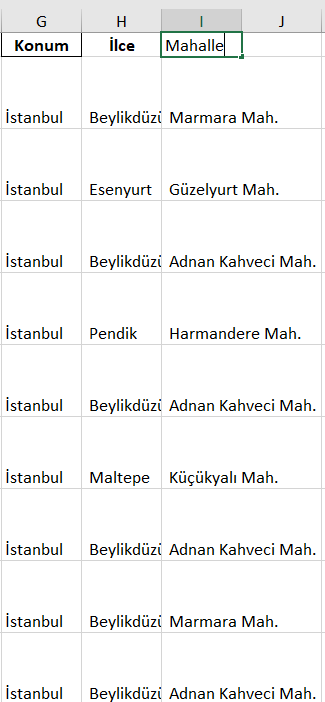 G H I J
Konum İlce Mahalle
İstanbul Beylikdüzü Marmara Mah.
İstanbul Esenyurt Güzelyurt Mah.
İstanbul Beylikdüzü Adnan Kahveci Mah.
İstanbul Pendik Harmandere Mah.
İstanbul Beylikdüzü Adnan Kahveci Mah.
İstanbul Maltepe Küçükyalı Mah.
İstanbul Beylikdüzü Adnan Kahveci Mah.
İstanbul Beylikdüzü Marmara Mah.
İstanbul Beylikdüzü Adnan Kahveci Mah.